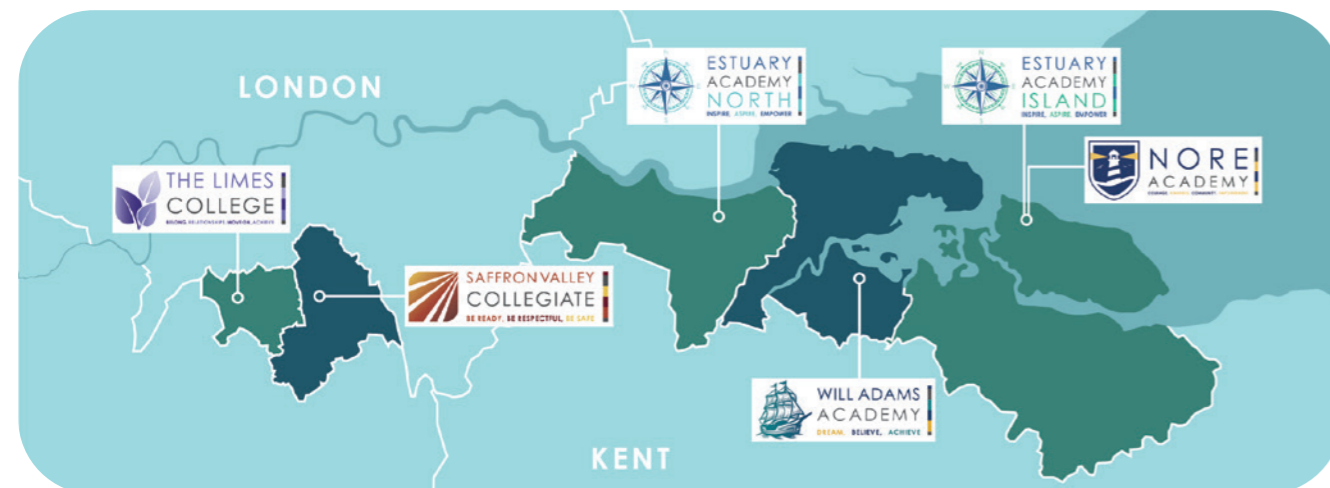 LONDON
ESTUARY
ACADEMY
NORTH
INSPIRE, ASPIRE, EMPOWER
ESTUARY
ACADEMY
ISLAND
INSPIRE, ASPIRE, EMPOWER
NORE
ACADEMY
THE LIMES
COLLEGE
SAFFRON VALLEY
COLLEGIATE
BE READY, BE RESPECTFUL, BE SAFE
WILL ADAMS
ACADEMY
DREAM, BELIEVE, ACHIEVE
KENT